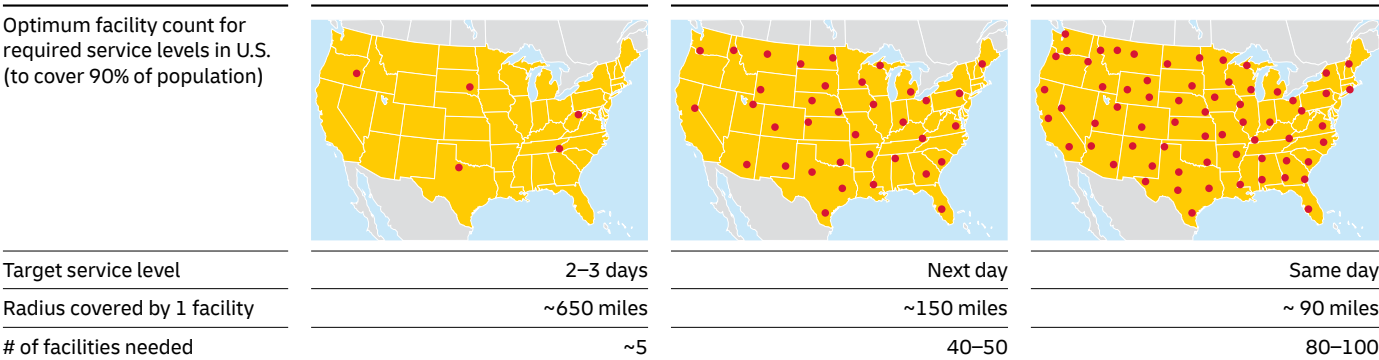 Optimum facility count for
required service levels in U.S.
(to cover 90% of population)
Target service level 2–3 days Next day Same day
Radius covered by 1 facility ~650 miles ~150 miles ~ 90 miles
# of facilities needed ~5 40–50 80–100